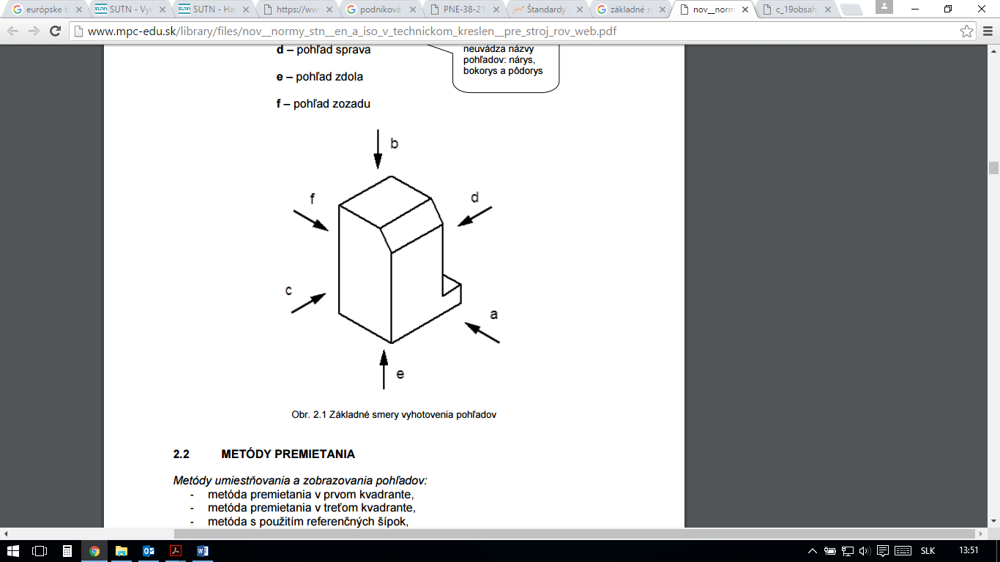 európske t
SUTN - Vy
SUTN - Ha
https://ww
podniková
PNE-38-21
Štandardy
základné n
nov__norm
c_19obsah
www.mpc-edu.sk/library/files/nov__normy_stn__en_a_iso_v_technickom_kreslen__pre_stroj_rov_web.pdf
d – pohľad sprava
neuvádza názvy
pohľadov: nárys,
bokorys a pôdorys
e – pohľad zdola
f – pohľad zozadu
b
f
d
c
a
e
Obr. 2.1 Základné smery vyhotovenia pohľadov
2.2 METÓDY PREMIETANIA
Metódy umiestňovania a zobrazovania pohľadov:
- metóda premietania v prvom kvadrante,
- metóda premietania v treťom kvadrante,
- metóda s použitím referenčných šípok,
SLK
13:51